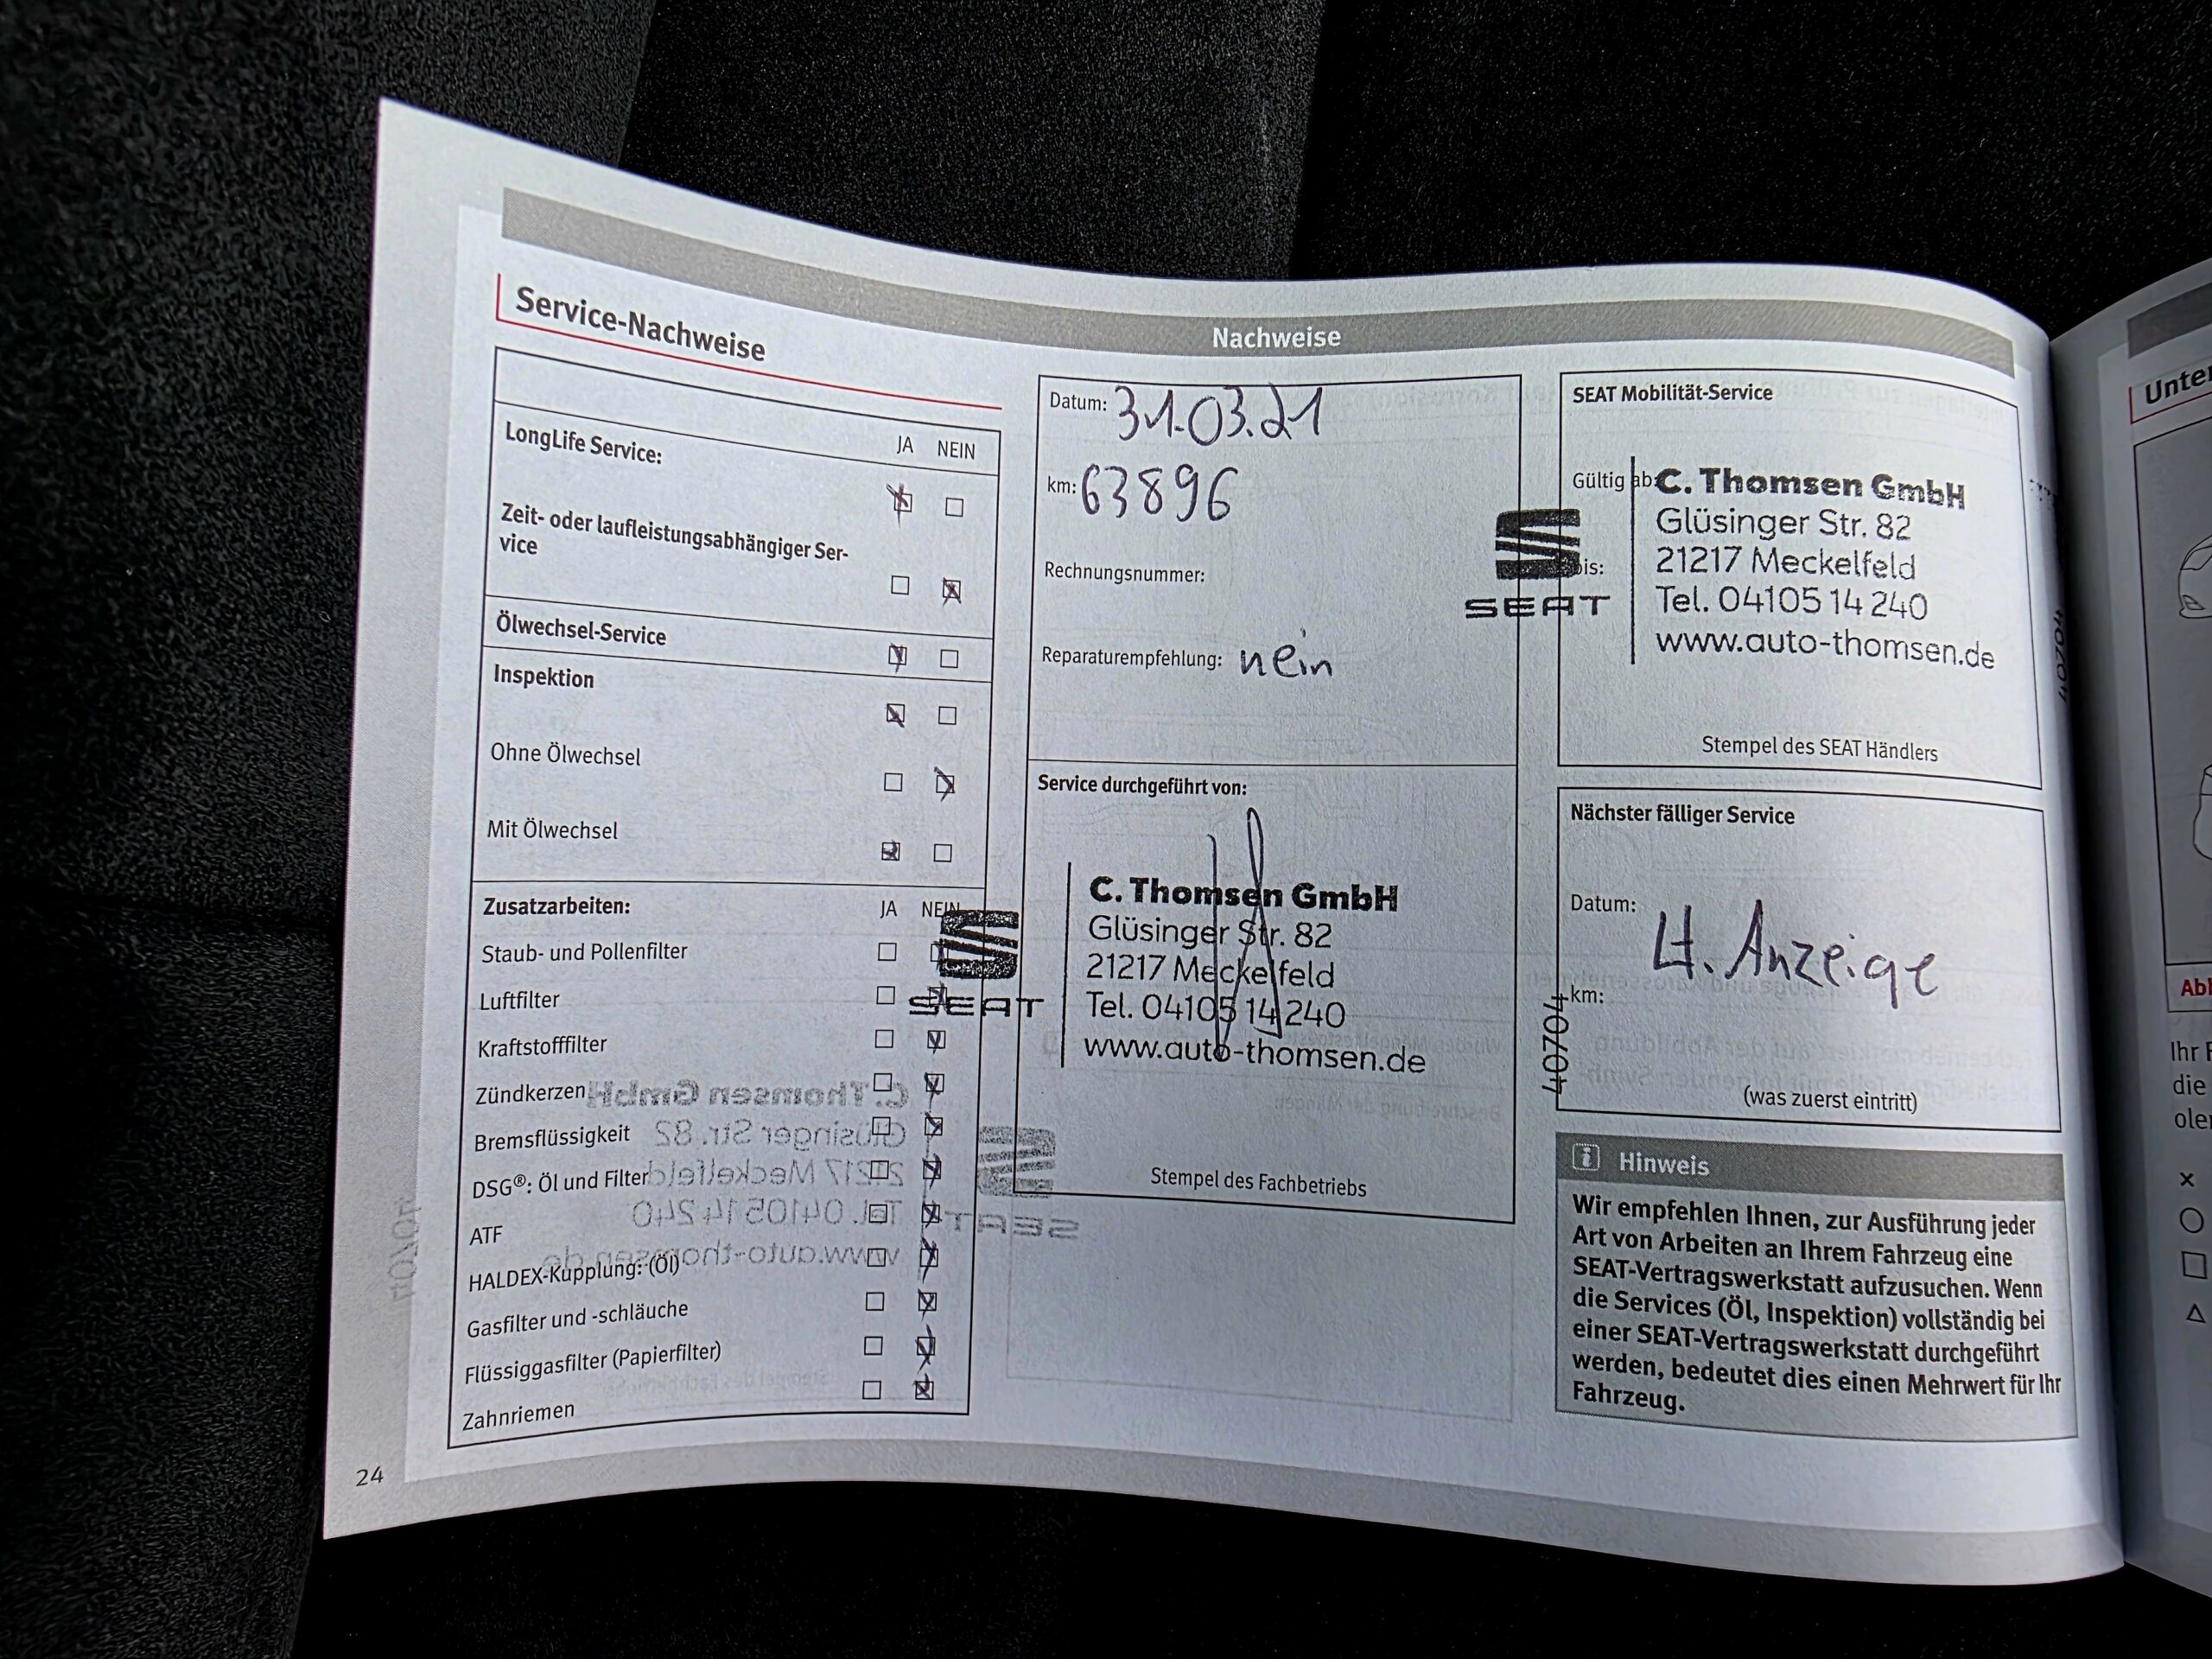 Nachweise
Service-Nachweise
JA NEIN
LongLife Service:
Zeit- oder laufleistungsabhängiger Ser-
vice
Ölwechsel-Service
Inspektion
Ohne Ölwechsel
Mit Ölwechsel
Zusatzarbeiten: JA NEIN
Staub- und Pollenfilter
Luftfilter
Kraftstofffilter
Zündkerzen
Bremsflüssigkeit
DSG®: Öl und Filter
ATF
HALDEX-Kupplung: (Öl)
Gasfilter und -schläuche
Flüssiggasfilter (Papierfilter)
Zahnriemen
24
Datum: 31.03.21
km: 63896
Rechnungsnummer:
Reparaturempfehlung: nein
Service durchgeführt von:
SEAT
C. Thomsen GmbH
Glüsinger Str. 82
21217 Meckelfeld
Tel. 04105 14 240
www.auto-thomsen.de
40704
Stempel des Fachbetriebs
SEAT Mobilität-Service
Gültig ab:
bis:
SEAT
C. Thomsen GmbH
Glüsinger Str. 82
21217 Meckelfeld
Tel. 04105 14 240
www.auto-thomsen.de
40704
Stempel des SEAT Händlers
Nächster fälliger Service
Datum:
km:
Anzeige
(was zuerst eintritt)
i Hinweis
Wir empfehlen Ihnen, zur Ausführung jeder
Art von Arbeiten an Ihrem Fahrzeug eine
SEAT-Vertragswerkstatt aufzusuchen. Wenn
die Services (Öl, Inspektion) vollständig bei
einer SEAT-Vertragswerkstatt durchgeführt
werden, bedeutet dies einen Mehrwert für Ihr
Fahrzeug.
Unter
Abb
Ihr F
die
oler